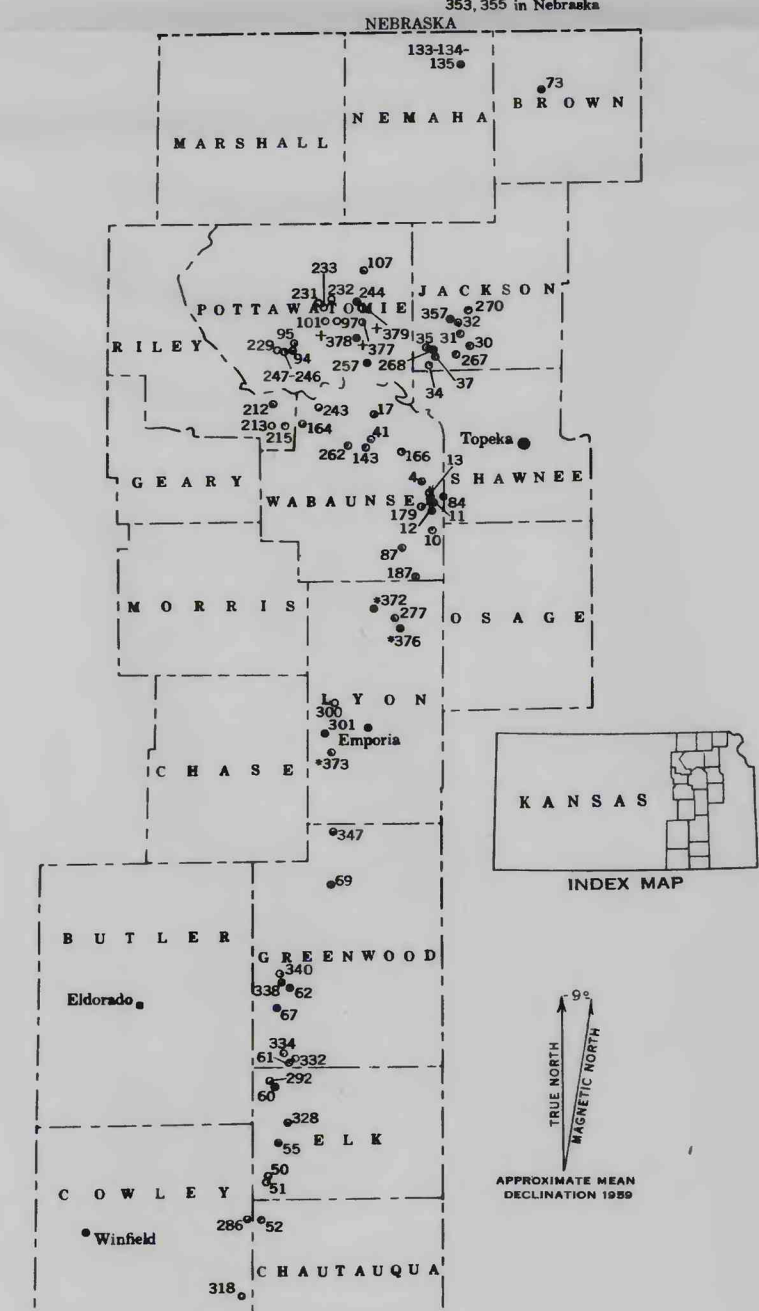 353, 355 in Nebraska
NEBRASKA
133-134-
135
73
BROWN
NEMAHA
MARSHALL
107
233
231 232 244
JACKSON
270
POTTAWATOMIE
357 32
101 97 379
31 30
RILEY
95
378 377
35
229 94
268 267
247-246
257
37
34
212
243 17
213 215 164
41
Topeka
262 143 166
13
4
SHAWNEE
GEARY
WABAUNSEE
84
179 11
12
10
87
187
*372
MORRIS
277
OSAGE
*376
LYON
300
301
Emporia
*373
CHASE
KANSAS
347
INDEX MAP
69
BUTLER
GREENWOOD
340
338 62
Eldorado
67
9°
TRUE NORTH
MAGNETIC NORTH
334
61 332
292
60
328
55
ELK
APPROXIMATE MEAN
DECLINATION 1959
50
51
COWLEY
286 52
Winfield
CHAUTAUQUA
318